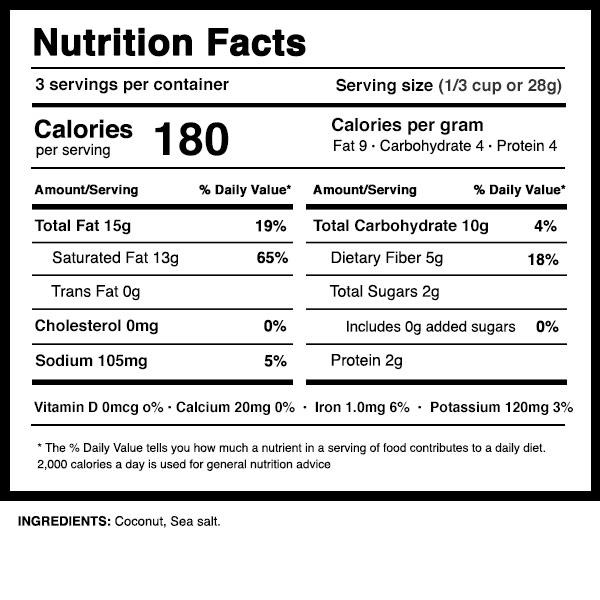 Nutrition Facts
3 servings per container
Serving size (1/3 cup or 28g)
Calories per serving 180
Calories per gram
Fat 9 · Carbohydrate 4 · Protein 4
Amount/Serving % Daily Value*
Total Fat 15g 19%
Saturated Fat 13g 65%
Trans Fat 0g
Cholesterol 0mg 0%
Sodium 105mg 5%
Amount/Serving % Daily Value*
Total Carbohydrate 10g 4%
Dietary Fiber 5g 18%
Total Sugars 2g
Includes 0g added sugars 0%
Protein 2g
Vitamin D 0mcg o% · Calcium 20mg 0% · Iron 1.0mg 6% · Potassium 120mg 3%
* The % Daily Value tells you how much a nutrient in a serving of food contributes to a daily diet.
2,000 calories a day is used for general nutrition advice
INGREDIENTS: Coconut, Sea salt.